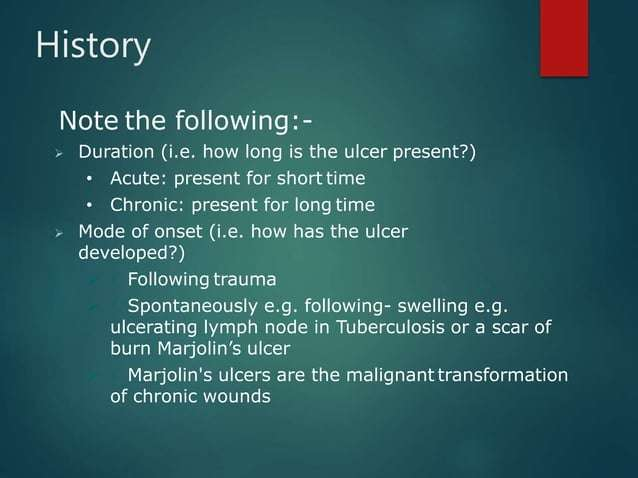 History
Note the following:-
➢ Duration (i.e. how long is the ulcer present?)
• Acute: present for short time
• Chronic: present for long time
➢ Mode of onset (i.e. how has the ulcer
developed?)
✓ Following trauma
✓ Spontaneously e.g. following- swelling e.g.
ulcerating lymph node in Tuberculosis or a scar of
burn Marjolin’s ulcer
✓ Marjolin's ulcers are the malignant transformation
of chronic wounds